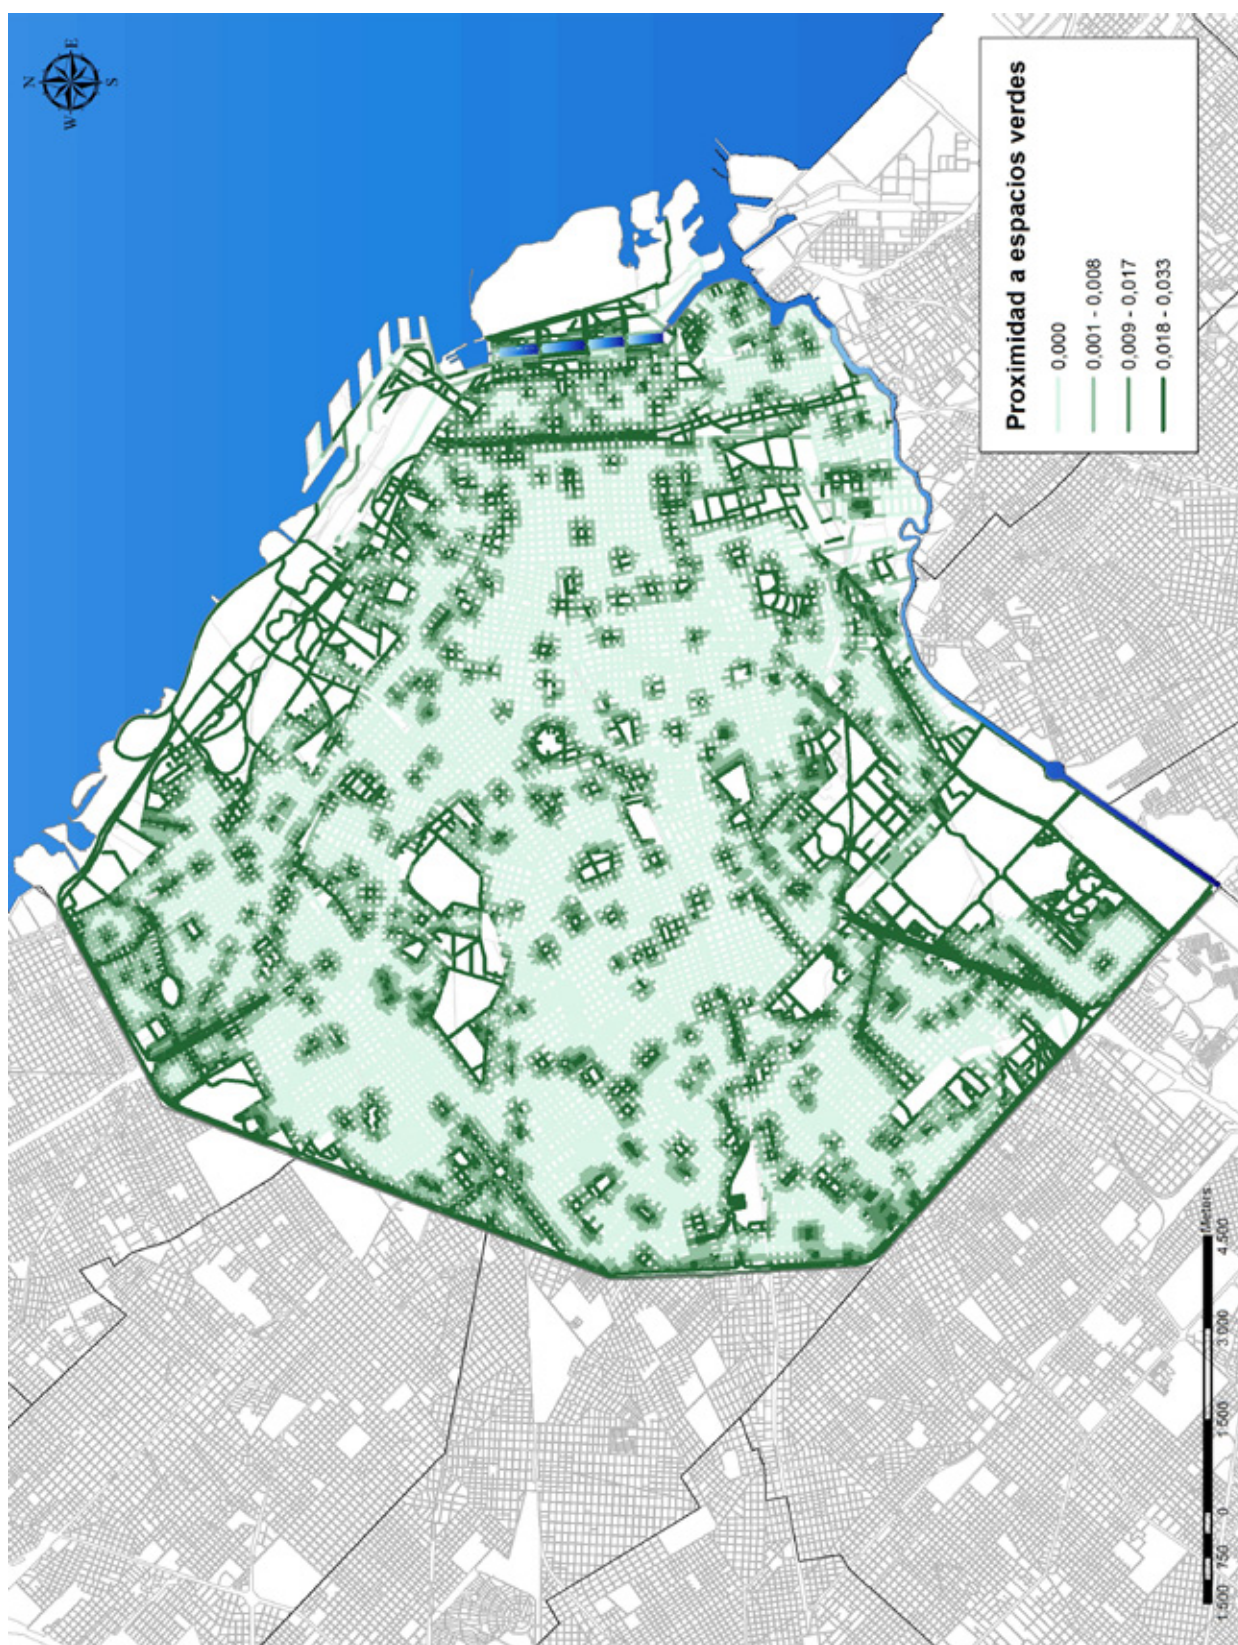 N
E
W
S
Proximidad a espacios verdes
0,000
0,001 - 0,008
0,009 - 0,017
0,018 - 0,033
1.500 750 0 1.500 3.000 4.500
Meters